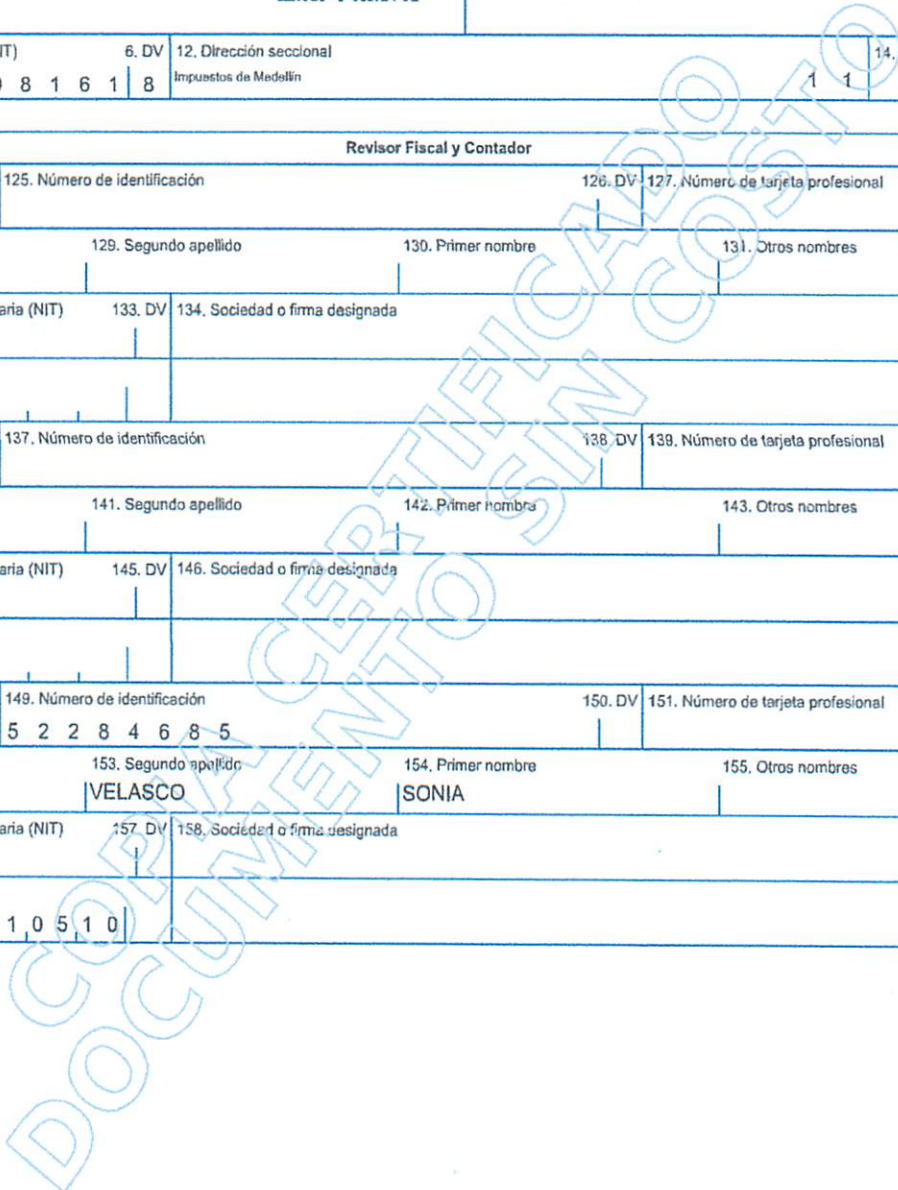 6. DV 12. Dirección seccional 14.
8 1 6 1 8 Impuestos de Medellín 1 1
Revisor Fiscal y Contador
125. Número de identificación 126. DV 127. Número de tarjeta profesional
129. Segundo apellido 130. Primer nombre 131. Otros nombres
(NIT) 133. DV 134. Sociedad o firma designada
137. Número de identificación 138. DV 139. Número de tarjeta profesional
141. Segundo apellido 142. Primer nombre 143. Otros nombres
(NIT) 145. DV 146. Sociedad o firma designada
149. Número de identificación 150. DV 151. Número de tarjeta profesional
5 2 2 8 4 6 8 5
153. Segundo apellido 154. Primer nombre 155. Otros nombres
VELASCO SONIA
(NIT) 157. DV 158. Sociedad o firma designada
1 0 5 1 0
COPIA CERTIFICADO
DOCUMENTO SIN COSTO